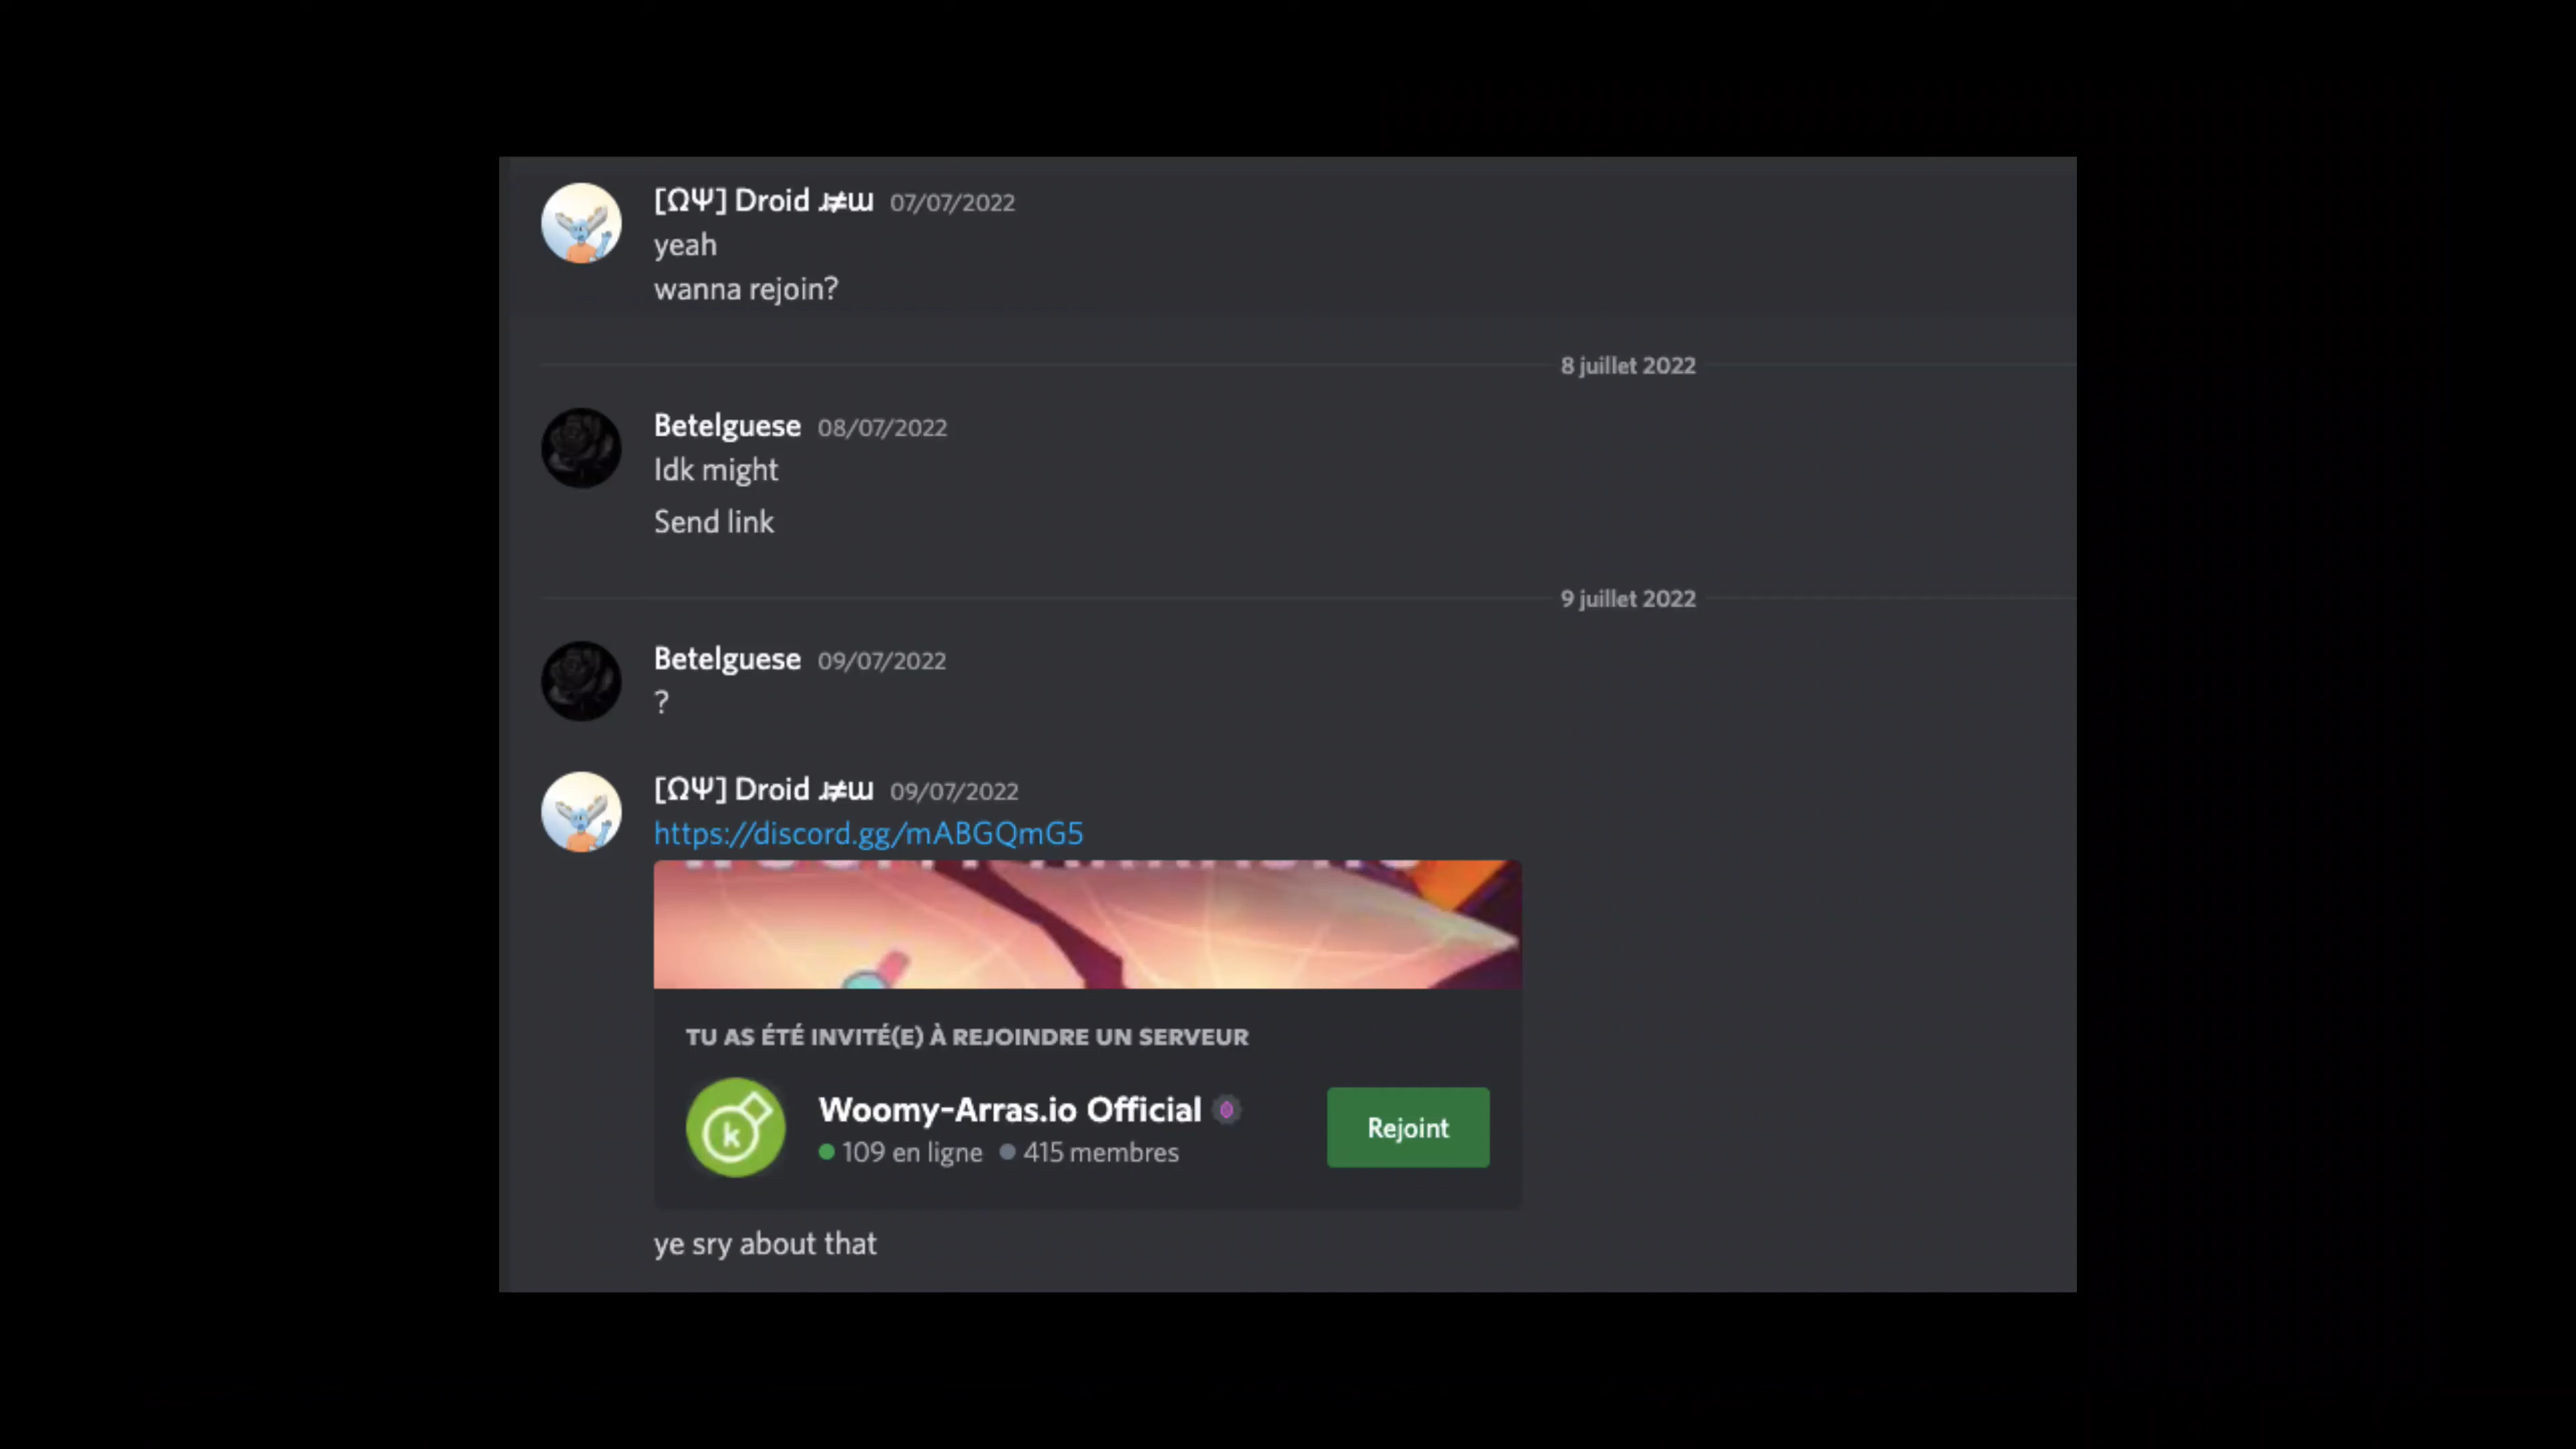 [ΩΨ] Droid 07/07/2022
yeah
wanna rejoin?
8 juillet 2022
Betelguese 08/07/2022
Idk might
Send link
9 juillet 2022
Betelguese 09/07/2022
?
[ΩΨ] Droid 09/07/2022
https://discord.gg/mABGQmG5
TU AS ÉTÉ INVITÉ(E) À REJOINDRE UN SERVEUR
k
Woomy-Arras.io Official
109 en ligne 415 membres
Rejoint
ye sry about that